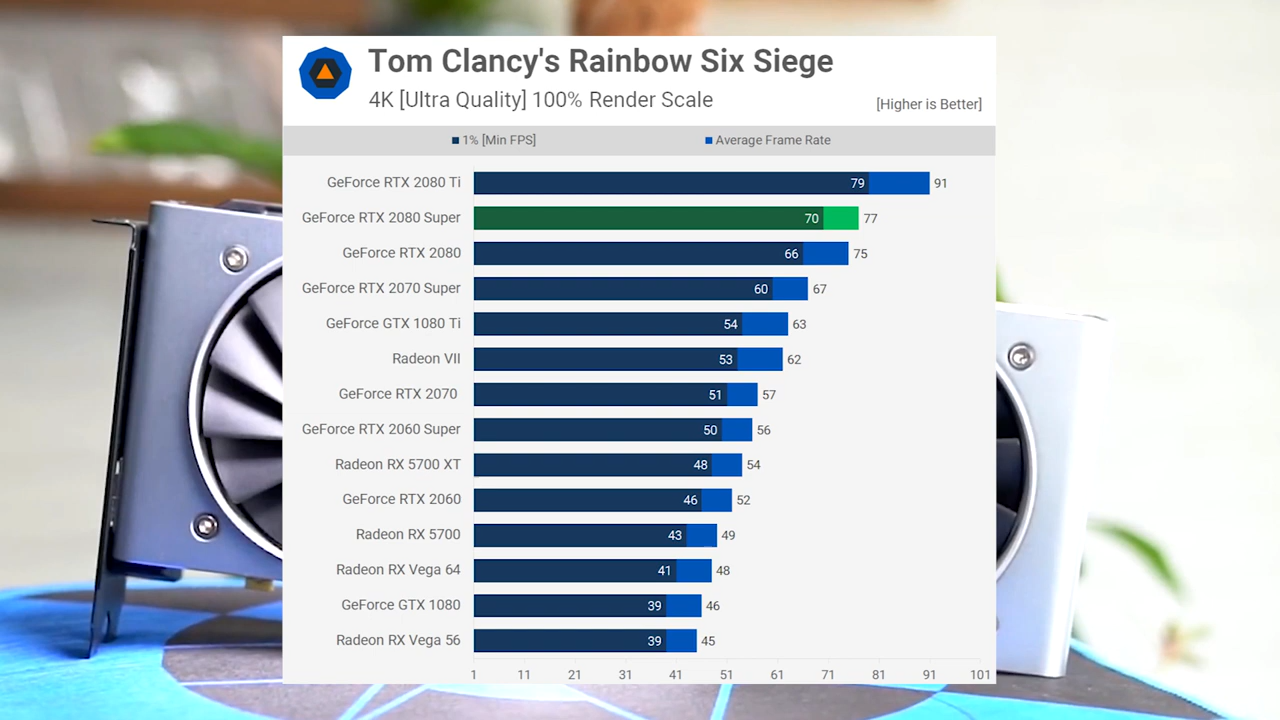 Tom Clancy's Rainbow Six Siege
4K [Ultra Quality] 100% Render Scale
[Higher is Better]
1% [Min FPS] Average Frame Rate
GeForce RTX 2080 Ti 79 91
GeForce RTX 2080 Super 70 77
GeForce RTX 2080 66 75
GeForce RTX 2070 Super 60 67
GeForce GTX 1080 Ti 54 63
Radeon VII 53 62
GeForce RTX 2070 51 57
GeForce RTX 2060 Super 50 56
Radeon RX 5700 XT 48 54
GeForce RTX 2060 46 52
Radeon RX 5700 43 49
Radeon RX Vega 64 41 48
GeForce GTX 1080 39 46
Radeon RX Vega 56 39 45
1 11 21 31 41 51 61 71 81 91 101